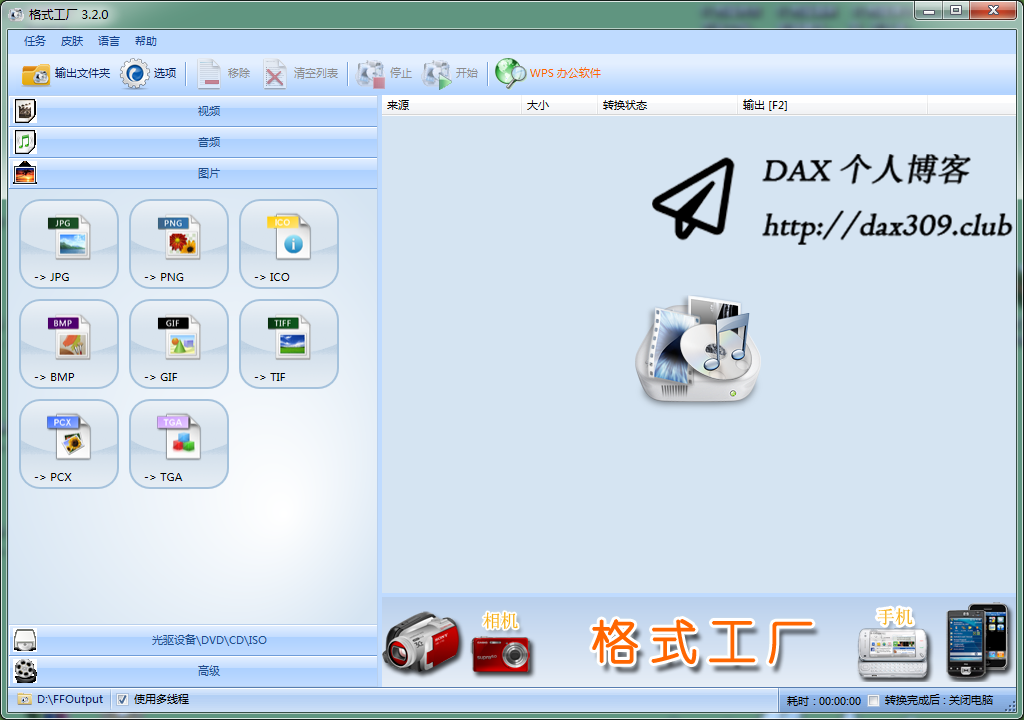 格式工厂 3.2.0
任务 皮肤 语言 帮助
输出文件夹 选项 移除 清空列表 停止 开始 WPS 办公软件
视频
音频
图片
来源 大小 转换状态 输出 [F2]
DAX 个人博客
http://dax309.club
JPG PNG ICO
-> JPG -> PNG -> ICO
BMP GIF TIFF
-> BMP -> GIF -> TIF
PCX TGA
-> PCX -> TGA
光驱设备\DVD\CD\ISO
高级
相机 格式工厂 手机
D:\FFOutput 使用多线程 耗时 : 00:00:00 转换完成后 : 关闭电脑